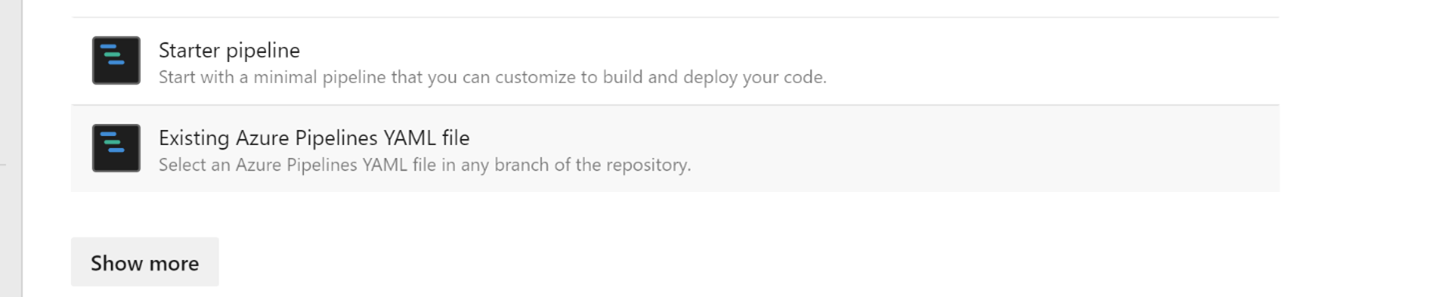 Starter pipeline
Start with a minimal pipeline that you can customize to build and deploy your code.
Existing Azure Pipelines YAML file
Select an Azure Pipelines YAML file in any branch of the repository.
Show more